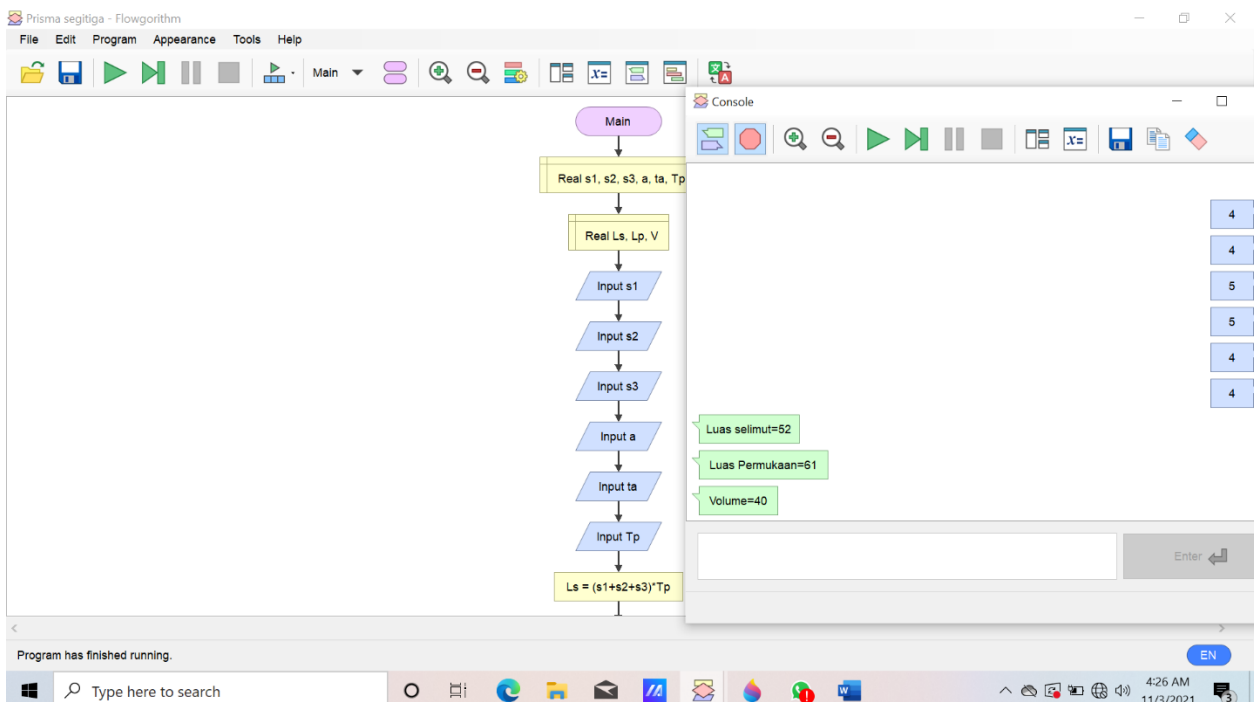 Prisma segitiga - Flowgorithm
File Edit Program Appearance Tools Help
Main
x=
Main
Real s1, s2, s3, a, ta, Tp
Real Ls, Lp, V
Input s1
Input s2
Input s3
Input a
Input ta
Input Tp
Ls = (s1+s2+s3)*Tp
Console
x=
4
4
5
5
4
4
Luas selimut=52
Luas Permukaan=61
Volume=40
Enter
Program has finished running.
EN
Type here to search
W
4:26 AM
11/3/2021
3